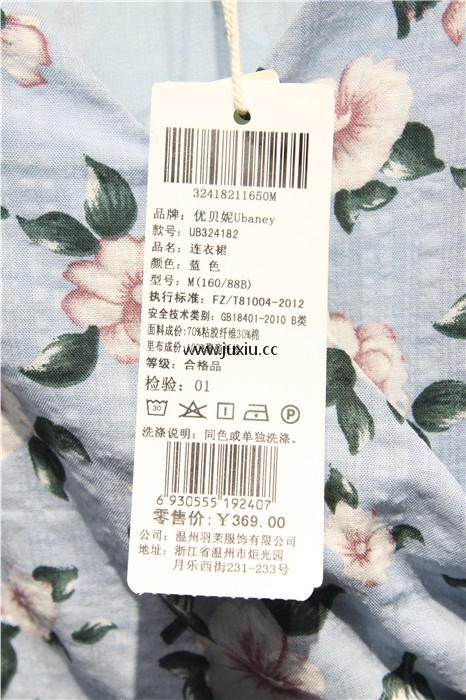 32418211650M
品牌：优贝妮Ubaney
款号：UB324182
品名：连衣裙
颜色：蓝 色
型号：M(160/88B)
执行标准：FZ/T81004-2012
安全技术类别：GB18401-2010 B类
面料成份:70%粘胶纤维30%棉
里布成份:100%
www.juxiu.cc
等级：合格品
检验：01
30
洗涤说明：同色或单独洗涤。
6 930555 192407
零售价:￥369.00
公司：温州羽茉服饰有限公司
地址：浙江省温州市炬光园
月乐西街231-233号